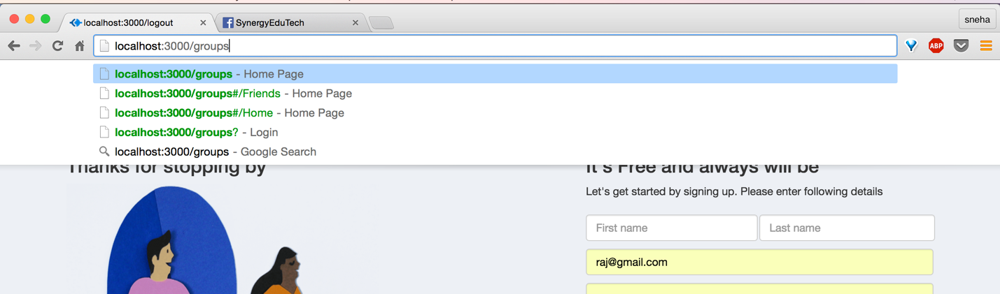 localhost:3000/logout
SynergyEduTech
sneha
localhost:3000/groups
ABP
localhost:3000/groups - Home Page
localhost:3000/groups#/Friends - Home Page
localhost:3000/groups#/Home - Home Page
localhost:3000/groups? - Login
localhost:3000/groups - Google Search
Thanks for stopping by
It's Free and always will be
Let's get started by signing up. Please enter following details
First name
Last name
raj@gmail.com